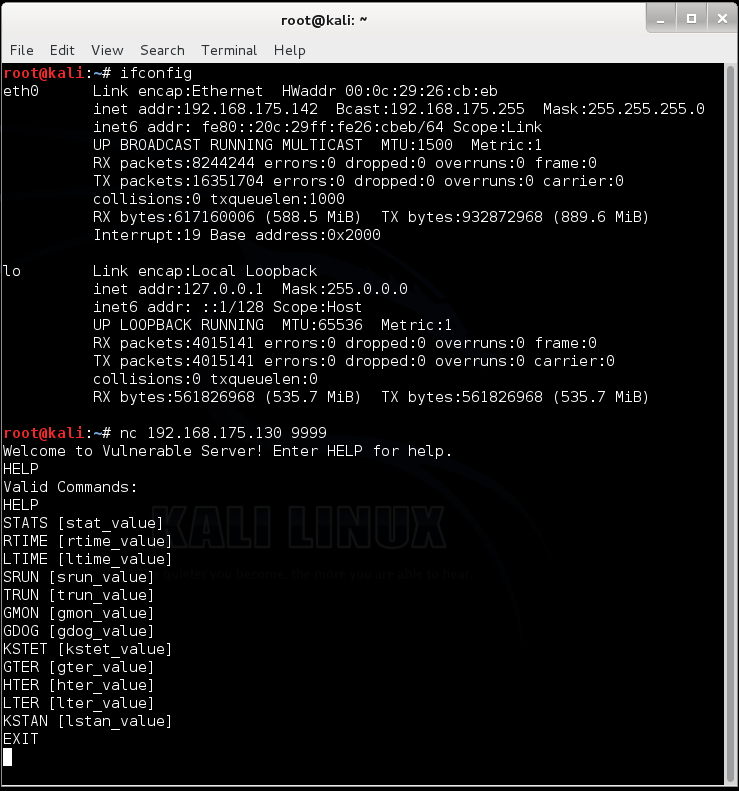 root@kali: ~
File Edit View Search Terminal Help
root@kali:~# ifconfig
eth0      Link encap:Ethernet  HWaddr 00:0c:29:26:cb:eb
          inet addr:192.168.175.142  Bcast:192.168.175.255  Mask:255.255.255.0
          inet6 addr: fe80::20c:29ff:fe26:cbeb/64 Scope:Link
          UP BROADCAST RUNNING MULTICAST  MTU:1500  Metric:1
          RX packets:8244244 errors:0 dropped:0 overruns:0 frame:0
          TX packets:16351704 errors:0 dropped:0 overruns:0 carrier:0
          collisions:0 txqueuelen:1000
          RX bytes:617160006 (588.5 MiB)  TX bytes:932872968 (889.6 MiB)
          Interrupt:19 Base address:0x2000
lo        Link encap:Local Loopback
          inet addr:127.0.0.1  Mask:255.0.0.0
          inet6 addr: ::1/128 Scope:Host
          UP LOOPBACK RUNNING  MTU:65536  Metric:1
          RX packets:4015141 errors:0 dropped:0 overruns:0 frame:0
          TX packets:4015141 errors:0 dropped:0 overruns:0 carrier:0
          collisions:0 txqueuelen:0
          RX bytes:561826968 (535.7 MiB)  TX bytes:561826968 (535.7 MiB)
root@kali:~# nc 192.168.175.130 9999
Welcome to Vulnerable Server! Enter HELP for help.
HELP
Valid Commands:
HELP
STATS [stat_value]
RTIME [rtime_value]
LTIME [ltime_value]
SRUN [srun_value]
TRUN [trun_value]
GMON [gmon_value]
GDOG [gdog_value]
KSTET [kstet_value]
GTER [gter_value]
HTER [hter_value]
LTER [lter_value]
KSTAN [lstan_value]
EXIT
KALI LINUX
you become, the more you are able to hear